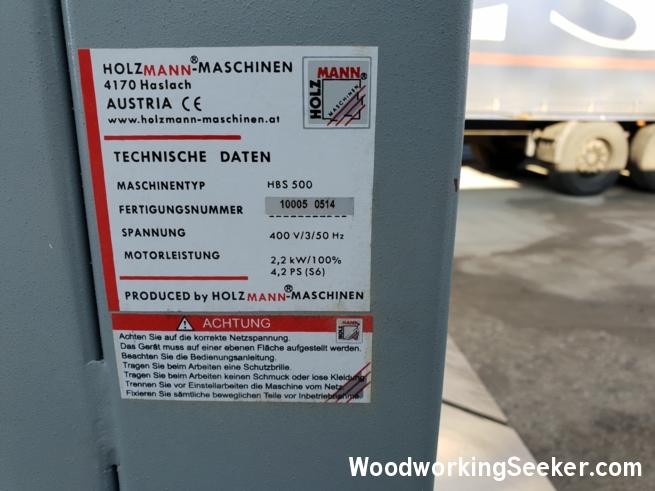 HOLZMANN®-MASCHINEN
4170 Haslach
AUSTRIA CE
www.holzmann-maschinen.at
HOLZ MANN®
MASCHINEN
TECHNISCHE DATEN
MASCHINENTYP HBS 500
FERTIGUNGSNUMMER 10005 0514
SPANNUNG 400 V/3/50 Hz
MOTORLEISTUNG 2,2 kW/100%
4,2 PS (S6)
PRODUCED by HOLZMANN®-MASCHINEN
ACHTUNG
HOLZ MANN
Achten Sie auf die korrekte Netzspannung.
Das Gerät muss auf einer ebenen Fläche aufgestellt werden.
Beachten Sie die Bedienungsanleitung.
Tragen Sie beim Arbeiten eine Schutzbrille.
Tragen Sie beim Arbeiten keinen Schmuck oder lose Kleidung
Trennen Sie vor Einstellarbeiten die Maschine vom Netz.
Fixieren Sie sämtliche beweglichen Teile vor Inbetriebnahme.
WoodworkingSeeker.com